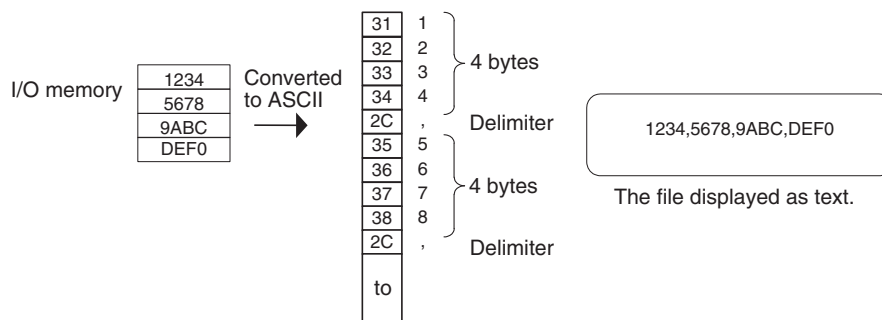 I/O memory
1234
5678
9ABC
DEF0
Converted
to ASCII
31 1
32 2
33 3
34 4
4 bytes
2C , Delimiter
35 5
36 6
37 7
38 8
4 bytes
2C , Delimiter
to
1234,5678,9ABC,DEF0
The file displayed as text.